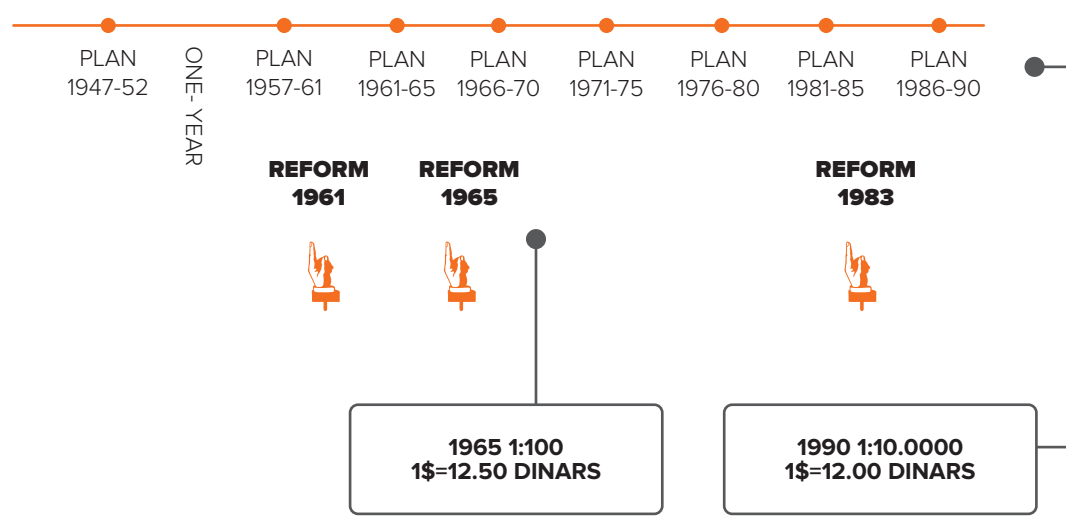 PLAN
1947-52
ONE- YEAR
PLAN
1957-61
PLAN
1961-65
PLAN
1966-70
PLAN
1971-75
PLAN
1976-80
PLAN
1981-85
PLAN
1986-90
REFORM
1961
REFORM
1965
REFORM
1983
1965 1:100
1$=12.50 DINARS
1990 1:10.0000
1$=12.00 DINARS